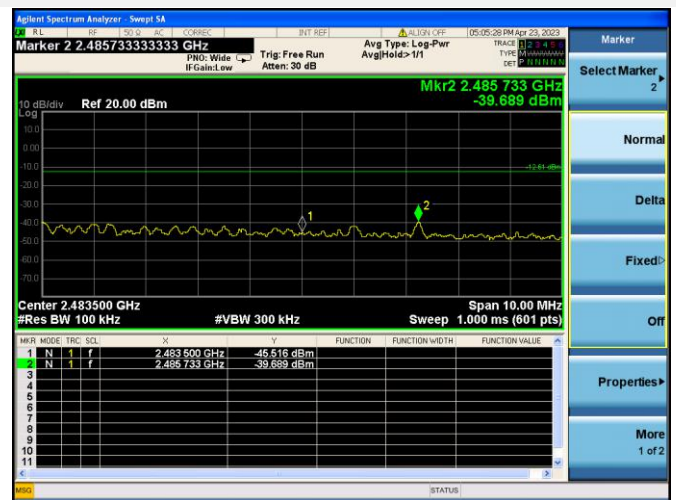 Agilent Spectrum Analyzer - Swept SA
RL RF 50 Ω AC CORREC INT REF ALIGN OFF 05:05:28 PM Apr 23, 2023
Marker 2 2.485733333333 GHz
PNO: Wide
IFGain:Low
Trig: Free Run
Atten: 30 dB
Avg Type: Log-Pwr
Avg|Hold:>1/1
TRACE 1 2 3 4 5 6
TYPE M
DET P N N N N N
Mkr2 2.485 733 GHz
-39.689 dBm
10 dB/div Ref 20.00 dBm
Log
10.0
0.00
-10.0
-12.61 dBm
-20.0
-30.0
-40.0
-50.0
-60.0
-70.0
1
2
Center 2.483500 GHz Span 10.00 MHz
#Res BW 100 kHz #VBW 300 kHz Sweep 1.000 ms (601 pts)
MKR MODE TRC SCL X Y FUNCTION FUNCTION WIDTH FUNCTION VALUE
1 N 1 f 2.483 500 GHz -45.516 dBm
2 N 1 f 2.485 733 GHz -39.689 dBm
3
4
5
6
7
8
9
10
11
MSG STATUS
Marker
Select Marker
2
Normal
Delta
Fixed
Off
Properties
More
1 of 2